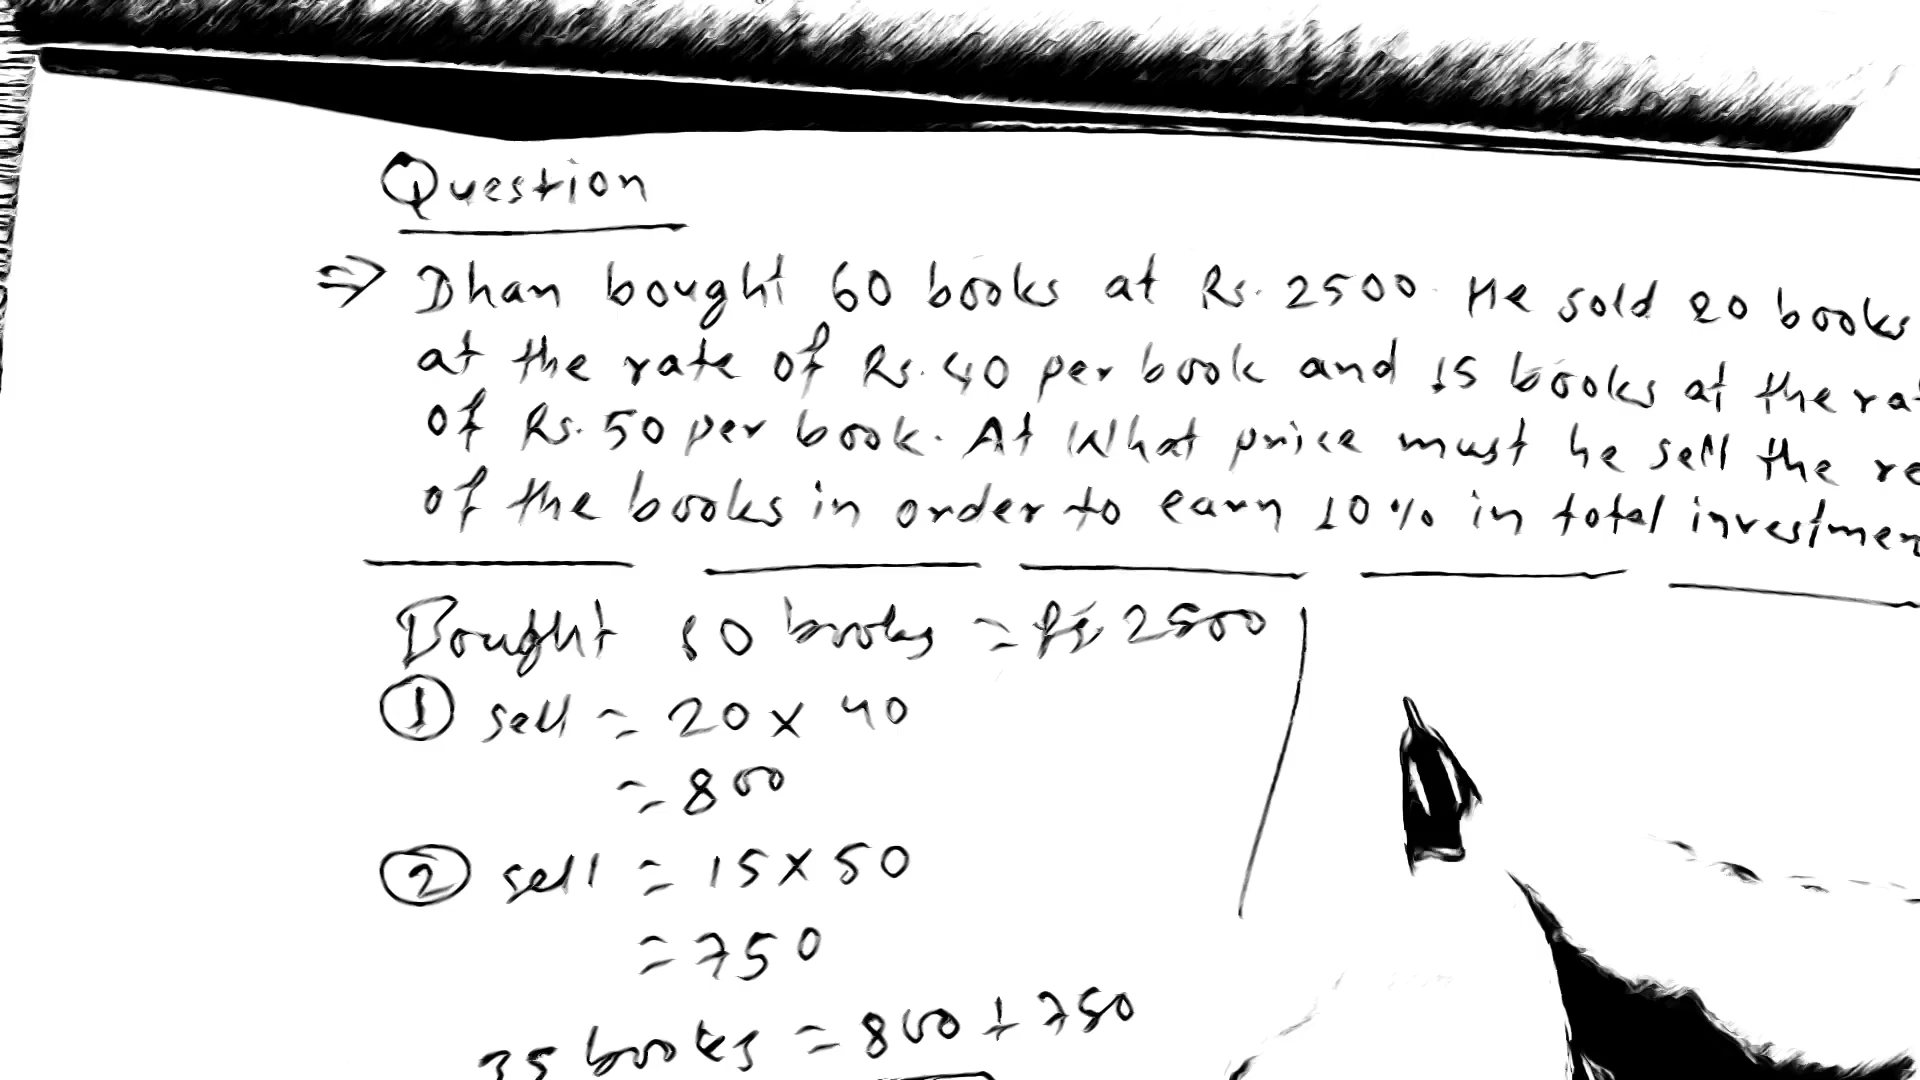 Question
⇒ Dhan bought 60 books at Rs. 2500. He sold 20 books
at the rate of Rs. 40 per book and 15 books at the rat
of Rs. 50 per book. At What price must he sell the re
of the books in order to earn 10% in total investmen
Bought 60 books = Rs 2500
① sell = 20 x 40
= 800
② sell = 15 x 50
= 750
35 books = 800 + 750